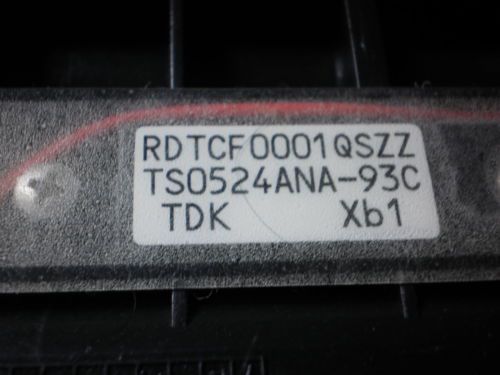 RDTCF0001QSZZ
TS0524ANA-93C
TDK Xb1